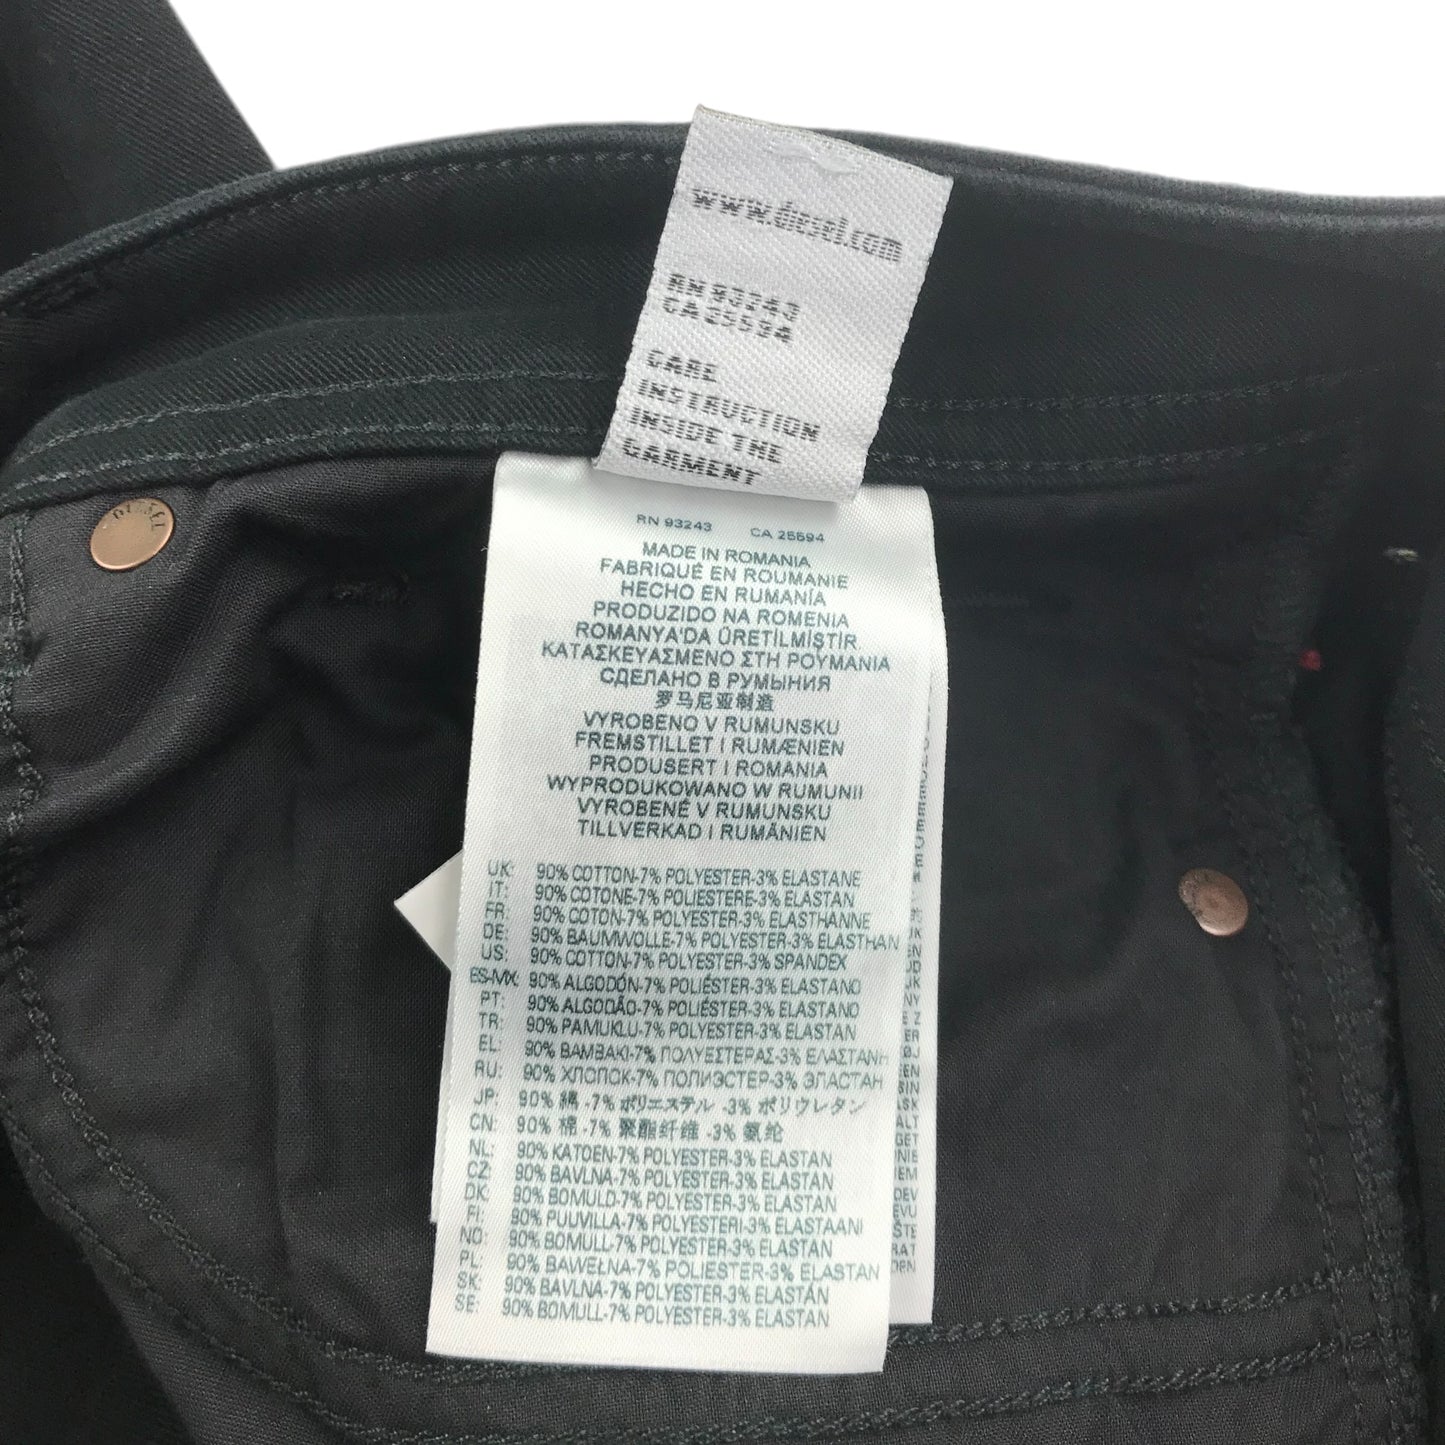 www.diesel.com
RN 93243
CA 25594
CARE
INSTRUCTION
INSIDE THE
GARMENT
RN 93243 CA 25594
MADE IN ROMANIA
FABRIQUÉ EN ROUMANIE
HECHO EN RUMANÍA
PRODUZIDO NA ROMENIA
ROMANYA'DA ÜRETİLMİŞTİR
ΚΑΤΑΣΚΕΥΑΣΜΕΝΟ ΣΤΗ ΡΟΥΜΑΝΙΑ
СДЕЛАНО В РУМЫНИЯ
罗马尼亚制造
VYROBENO V RUMUNSKU
FREMSTILLET I RUMÆNIEN
PRODUSERT I ROMANIA
WYPRODUKOWANO W RUMUNII
VYROBENÉ V RUMUNSKU
TILLVERKAD I RUMÄNIEN
UK: 90% COTTON-7% POLYESTER-3% ELASTANE
IT: 90% COTONE-7% POLIESTERE-3% ELASTAN
FR: 90% COTON-7% POLYESTER-3% ELASTHANNE
DE: 90% BAUMWOLLE-7% POLYESTER-3% ELASTHAN
US: 90% COTTON-7% POLYESTER-3% SPANDEX
ES-MX: 90% ALGODÓN-7% POLIÉSTER-3% ELASTANO
PT: 90% ALGODÃO-7% POLIÉSTER-3% ELASTANO
TR: 90% PAMUKLU-7% POLYESTER-3% ELASTAN
EL: 90% ΒΑΜΒΑΚΙ-7% ΠΟΛΥΕΣΤΕΡΑΣ-3% ΕΛΑΣΤΑΝΗ
RU: 90% ХЛОПОК-7% ПОЛИЭСТЕР-3% ЭЛАСТАН
JP: 90% 綿 -7% ポリエステル -3% ポリウレタン
CN: 90% 棉 -7% 聚酯纤维 -3% 氨纶
NL: 90% KATOEN-7% POLYESTER-3% ELASTAN
CZ: 90% BAVLNA-7% POLYESTER-3% ELASTAN
DK: 90% BOMULD-7% POLYESTER-3% ELASTAN
FI: 90% PUUVILLA-7% POLYESTERI-3% ELASTAANI
NO: 90% BOMULL-7% POLYESTER-3% ELASTAN
PL: 90% BAWEŁNA-7% POLIESTER-3% ELASTAN
SK: 90% BAVLNA-7% POLYESTER-3% ELASTÁN
SE: 90% BOMULL-7% POLYESTER-3% ELASTAN
DIESEL